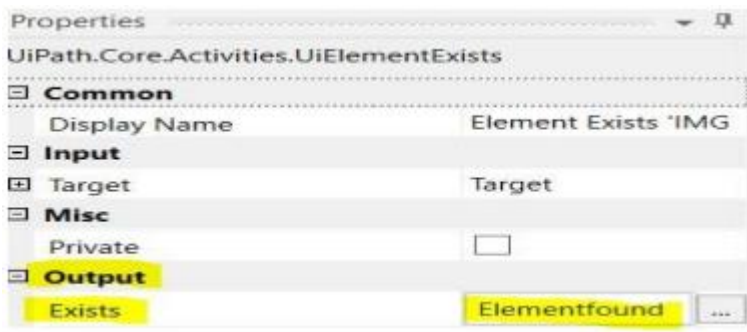 Properties
UiPath.Core.Activities.UiElementExists
Common
Display Name Element Exists 'IMG
Input
Target Target
Misc
Private
Output
Exists Elementfound ...